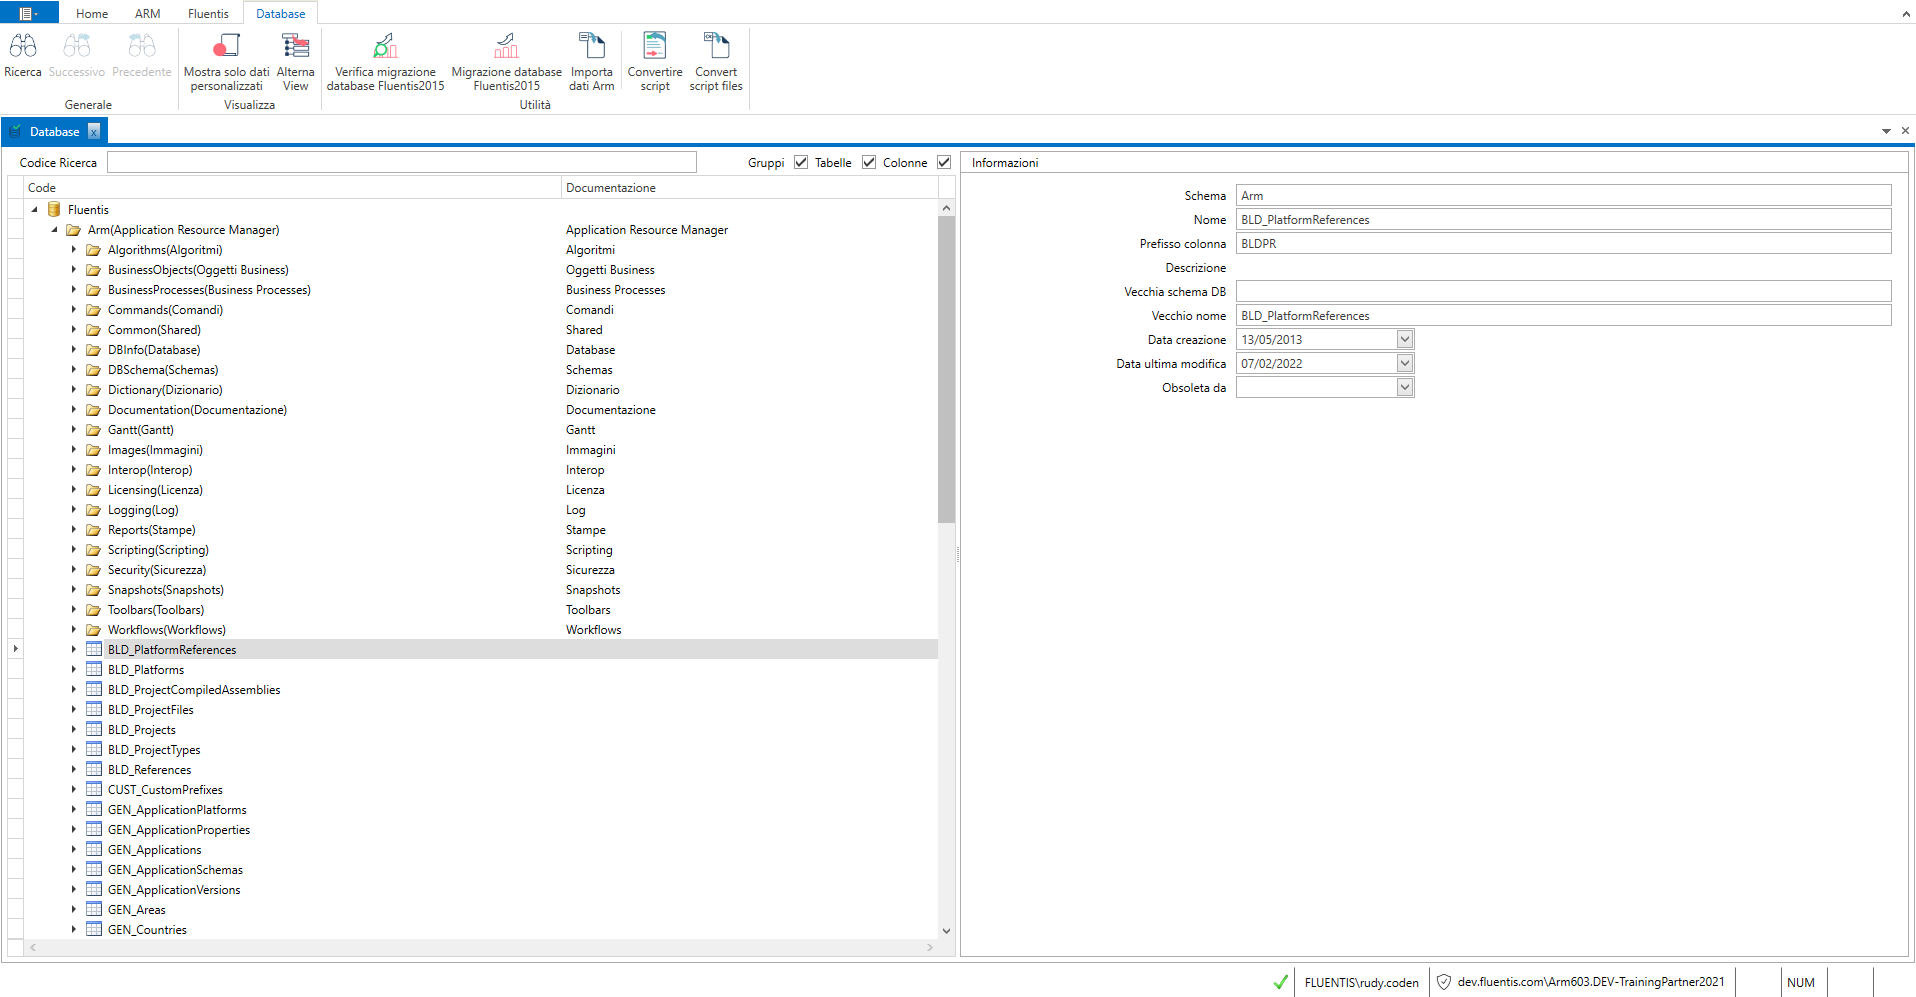 Home ARM Fluentis Database
Ricerca Successivo Precedente Mostra solo dati personalizzati Alterna View Verifica migrazione database Fluentis2015 Migrazione database Fluentis2015 Importa dati Arm Convertire script Convert script files
Generale Visualizza Utilità
Database x
Codice Ricerca Gruppi Tabelle Colonne
Code Documentazione
Fluentis
Arm(Application Resource Manager) Application Resource Manager
Algorithms(Algoritmi) Algoritmi
BusinessObjects(Oggetti Business) Oggetti Business
BusinessProcesses(Business Processes) Business Processes
Commands(Comandi) Comandi
Common(Shared) Shared
DBInfo(Database) Database
DBSchema(Schemas) Schemas
Dictionary(Dizionario) Dizionario
Documentation(Documentazione) Documentazione
Gantt(Gantt) Gantt
Images(Immagini) Immagini
Interop(Interop) Interop
Licensing(Licenza) Licenza
Logging(Log) Log
Reports(Stampe) Stampe
Scripting(Scripting) Scripting
Security(Sicurezza) Sicurezza
Snapshots(Snapshots) Snapshots
Toolbars(Toolbars) Toolbars
Workflows(Workflows) Workflows
BLD_PlatformReferences
BLD_Platforms
BLD_ProjectCompiledAssemblies
BLD_ProjectFiles
BLD_Projects
BLD_ProjectTypes
BLD_References
CUST_CustomPrefixes
GEN_ApplicationPlatforms
GEN_ApplicationProperties
GEN_Applications
GEN_ApplicationSchemas
GEN_ApplicationVersions
GEN_Areas
GEN_Countries
Informazioni
Schema Arm
Nome BLD_PlatformReferences
Prefisso colonna BLDPR
Descrizione
Vecchia schema DB
Vecchio nome BLD_PlatformReferences
Data creazione 13/05/2013
Data ultima modifica 07/02/2022
Obsoleta da
FLUENTIS\rudy.coden dev.fluentis.com\Arm603.DEV-TrainingPartner2021 NUM